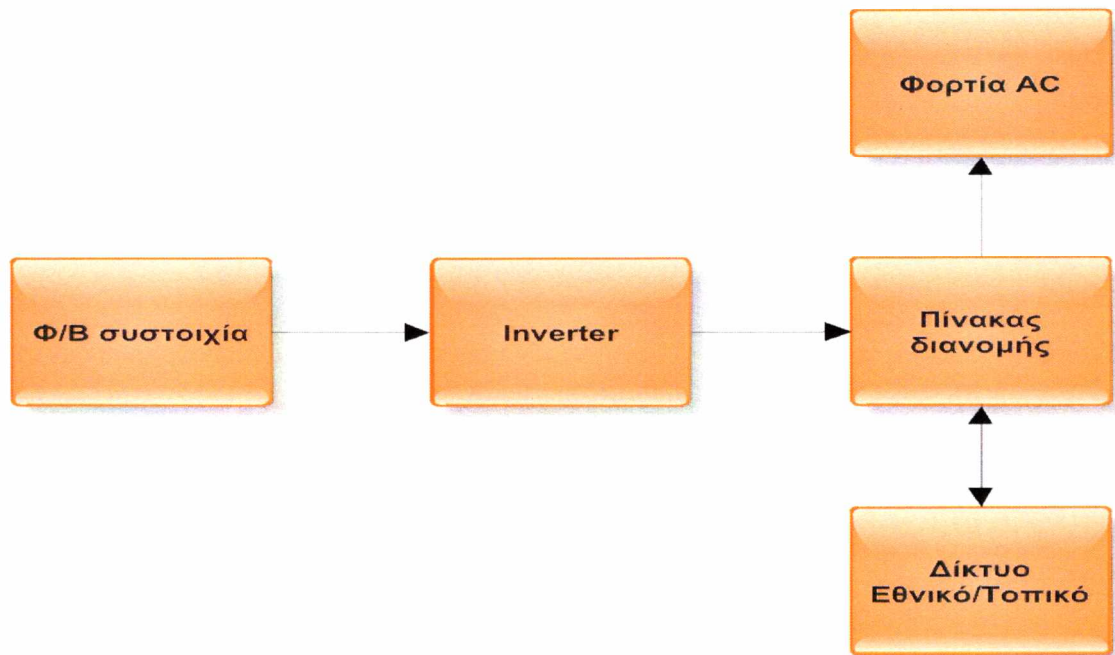 Φορτία AC
Φ/Β συστοιχία
Inverter
Πίνακας
διανομής
Δίκτυο
Εθνικό/Τοπικό